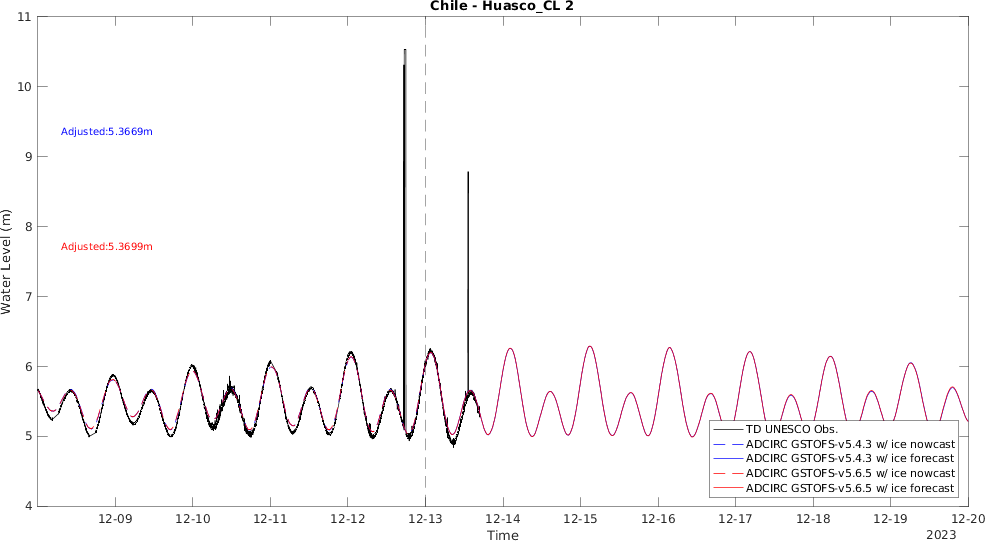 Chile - Huasco_CL 2
11
10
9
8
7
6
5
4
Water Level (m)
Adjusted:5.3669m
Adjusted:5.3699m
TD UNESCO Obs.
ADCIRC GSTOFS-v5.4.3 w/ ice nowcast
ADCIRC GSTOFS-v5.4.3 w/ ice forecast
ADCIRC GSTOFS-v5.6.5 w/ ice nowcast
ADCIRC GSTOFS-v5.6.5 w/ ice forecast
12-09 12-10 12-11 12-12 12-13 12-14 12-15 12-16 12-17 12-18 12-19 12-20
Time
2023